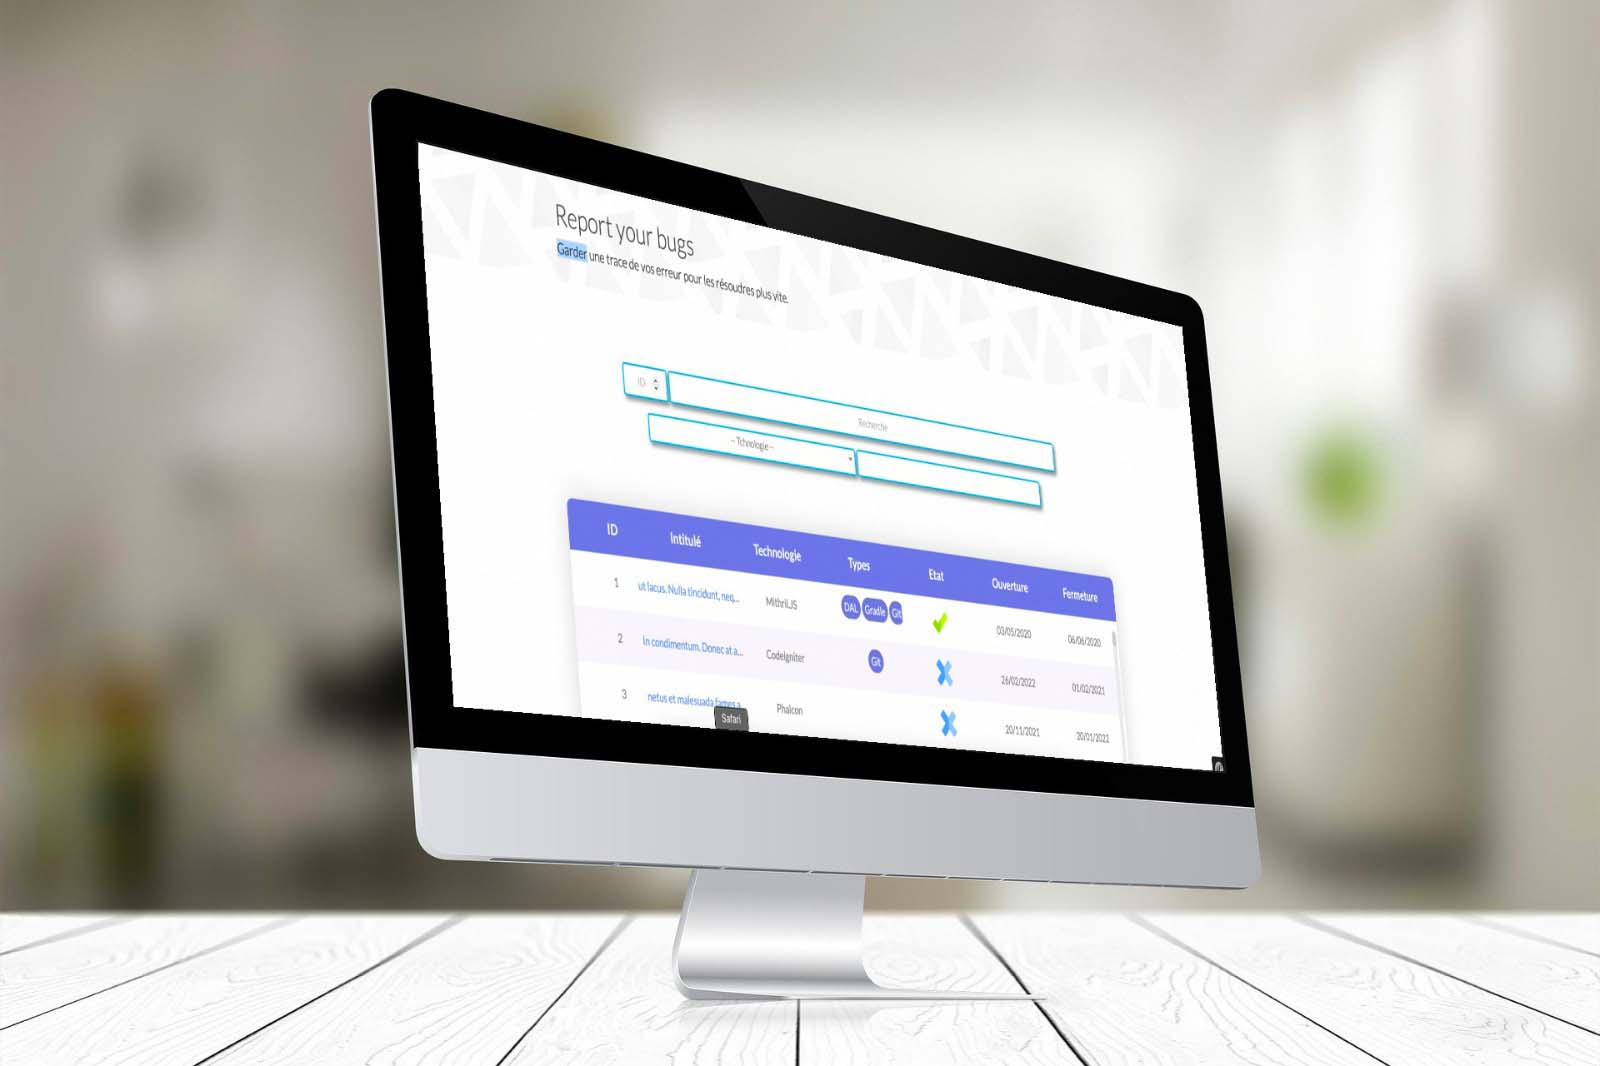 Report your bugs
Garder une trace de vos erreur pour les résoudres plus vite.
ID
Recherche
-- Tchnologie --
ID Intitulé Technologie Types Etat Ouverture Fermeture
1 ut lacus. Nulla tincidunt, neq... MithrilJS DAL Gradle Git 03/05/2020 06/06/2020
2 In condimentum. Donec at a... CodeIgniter Git 26/02/2022 01/02/2021
3 netus et malesuada fames a Phalcon 20/11/2021 20/01/2022
Safari